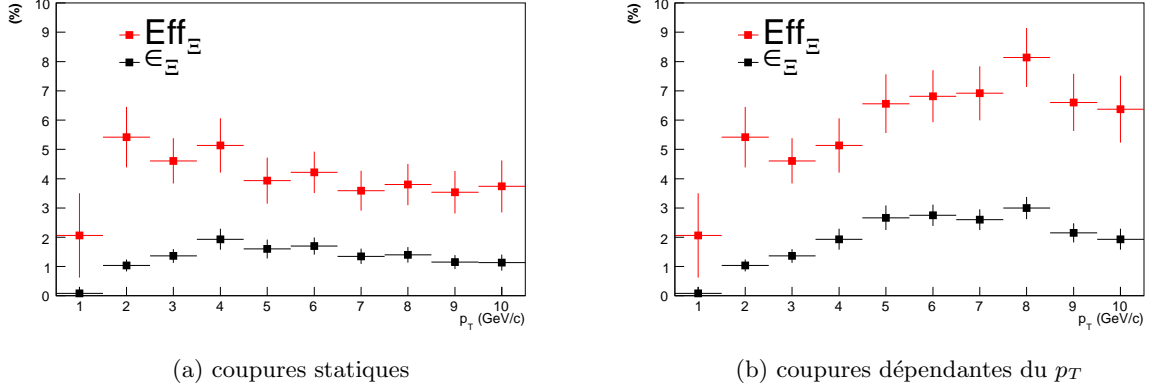 (%)
10
9
8
7
6
5
4
3
2
1
0
Eff_Ξ
∈_Ξ
1 2 3 4 5 6 7 8 9 10
p_T (GeV/c)
(a) coupures statiques
(%)
10
9
8
7
6
5
4
3
2
1
0
Eff_Ξ
∈_Ξ
1 2 3 4 5 6 7 8 9 10
p_T (GeV/c)
(b) coupures dépendantes du p_T